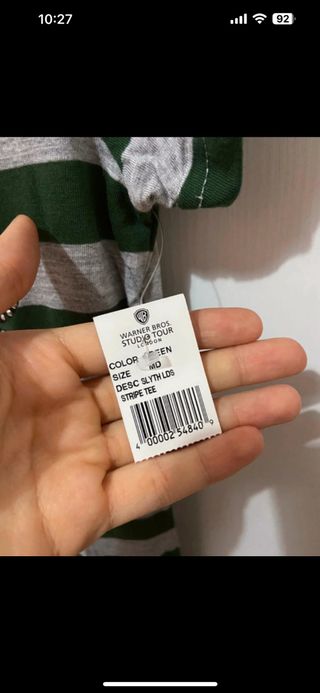 10:27
92
WB
WARNER BROS.
STUDIO TOUR
LONDON
COLOR
SIZE MD
DESC SLYTH LDS
STRIPE TEE
4 00002 54840 9